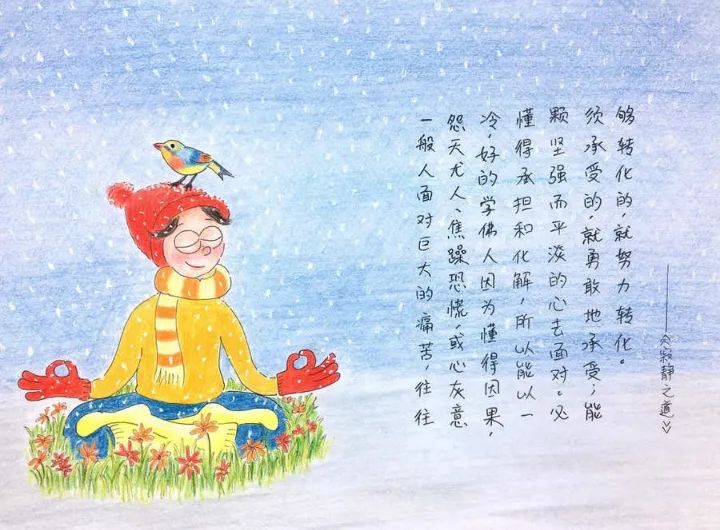 一般人面对巨大的痛苦，往往
怨天尤人、焦躁恐慌，或心灰意
冷，好的学佛人因为懂得因果，
懂得承担和化解，所以能以一
颗坚强而平淡的心去面对。必
须承受的，就勇敢地承受；能
够转化的，就努力转化。
——《寂静之道》